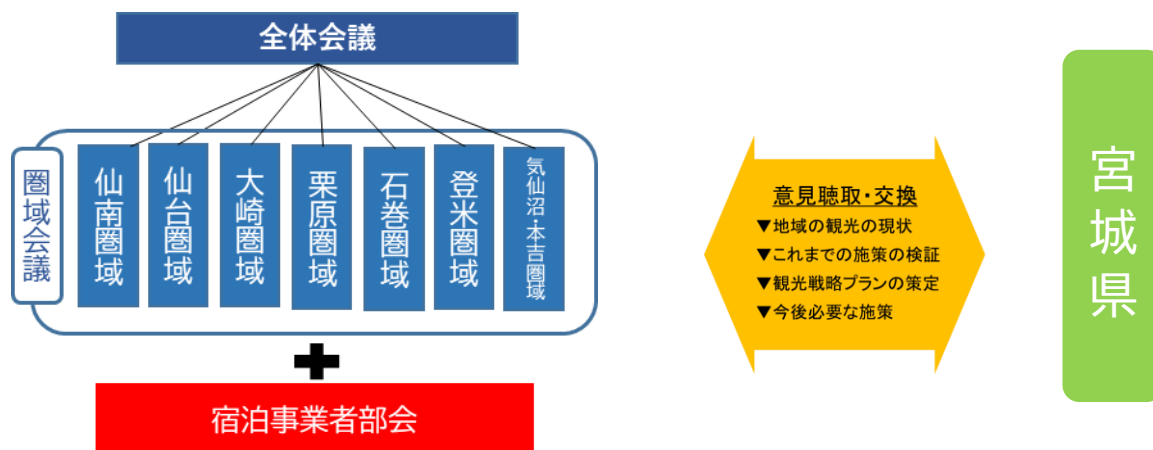 全体会議
圏域会議
仙南圏域
仙台圏域
大崎圏域
栗原圏域
石巻圏域
登米圏域
気仙沼・本吉圏域
宿泊事業者部会
意見聴取・交換
▼地域の観光の現状
▼これまでの施策の検証
▼観光戦略プランの策定
▼今後必要な施策
宮城県